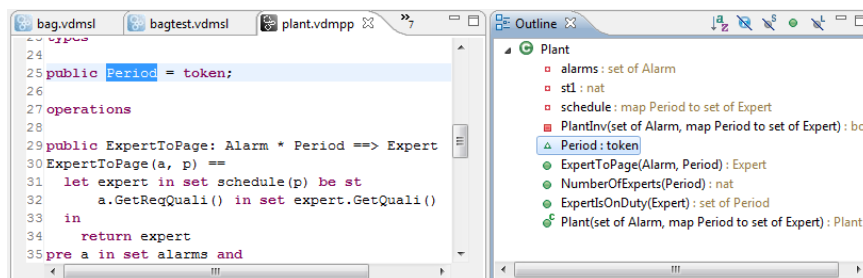 bag.vdmsl bagtest.vdmsl plant.vdmpp »7
23 types
24
25 public Period = token;
26
27 operations
28
29 public ExpertToPage: Alarm * Period ==> Expert
30 ExpertToPage(a, p) ==
31 let expert in set schedule(p) be st
32 a.GetReqQuali() in set expert.GetQuali()
33 in
34 return expert
35 pre a in set alarms and
Outline
Plant
alarms : set of Alarm
st1 : nat
schedule : map Period to set of Expert
PlantInv(set of Alarm, map Period to set of Expert) : bo
Period : token
ExpertToPage(Alarm, Period) : Expert
NumberOfExperts(Period) : nat
ExpertIsOnDuty(Expert) : set of Period
Plant(set of Alarm, map Period to set of Expert) : Plant